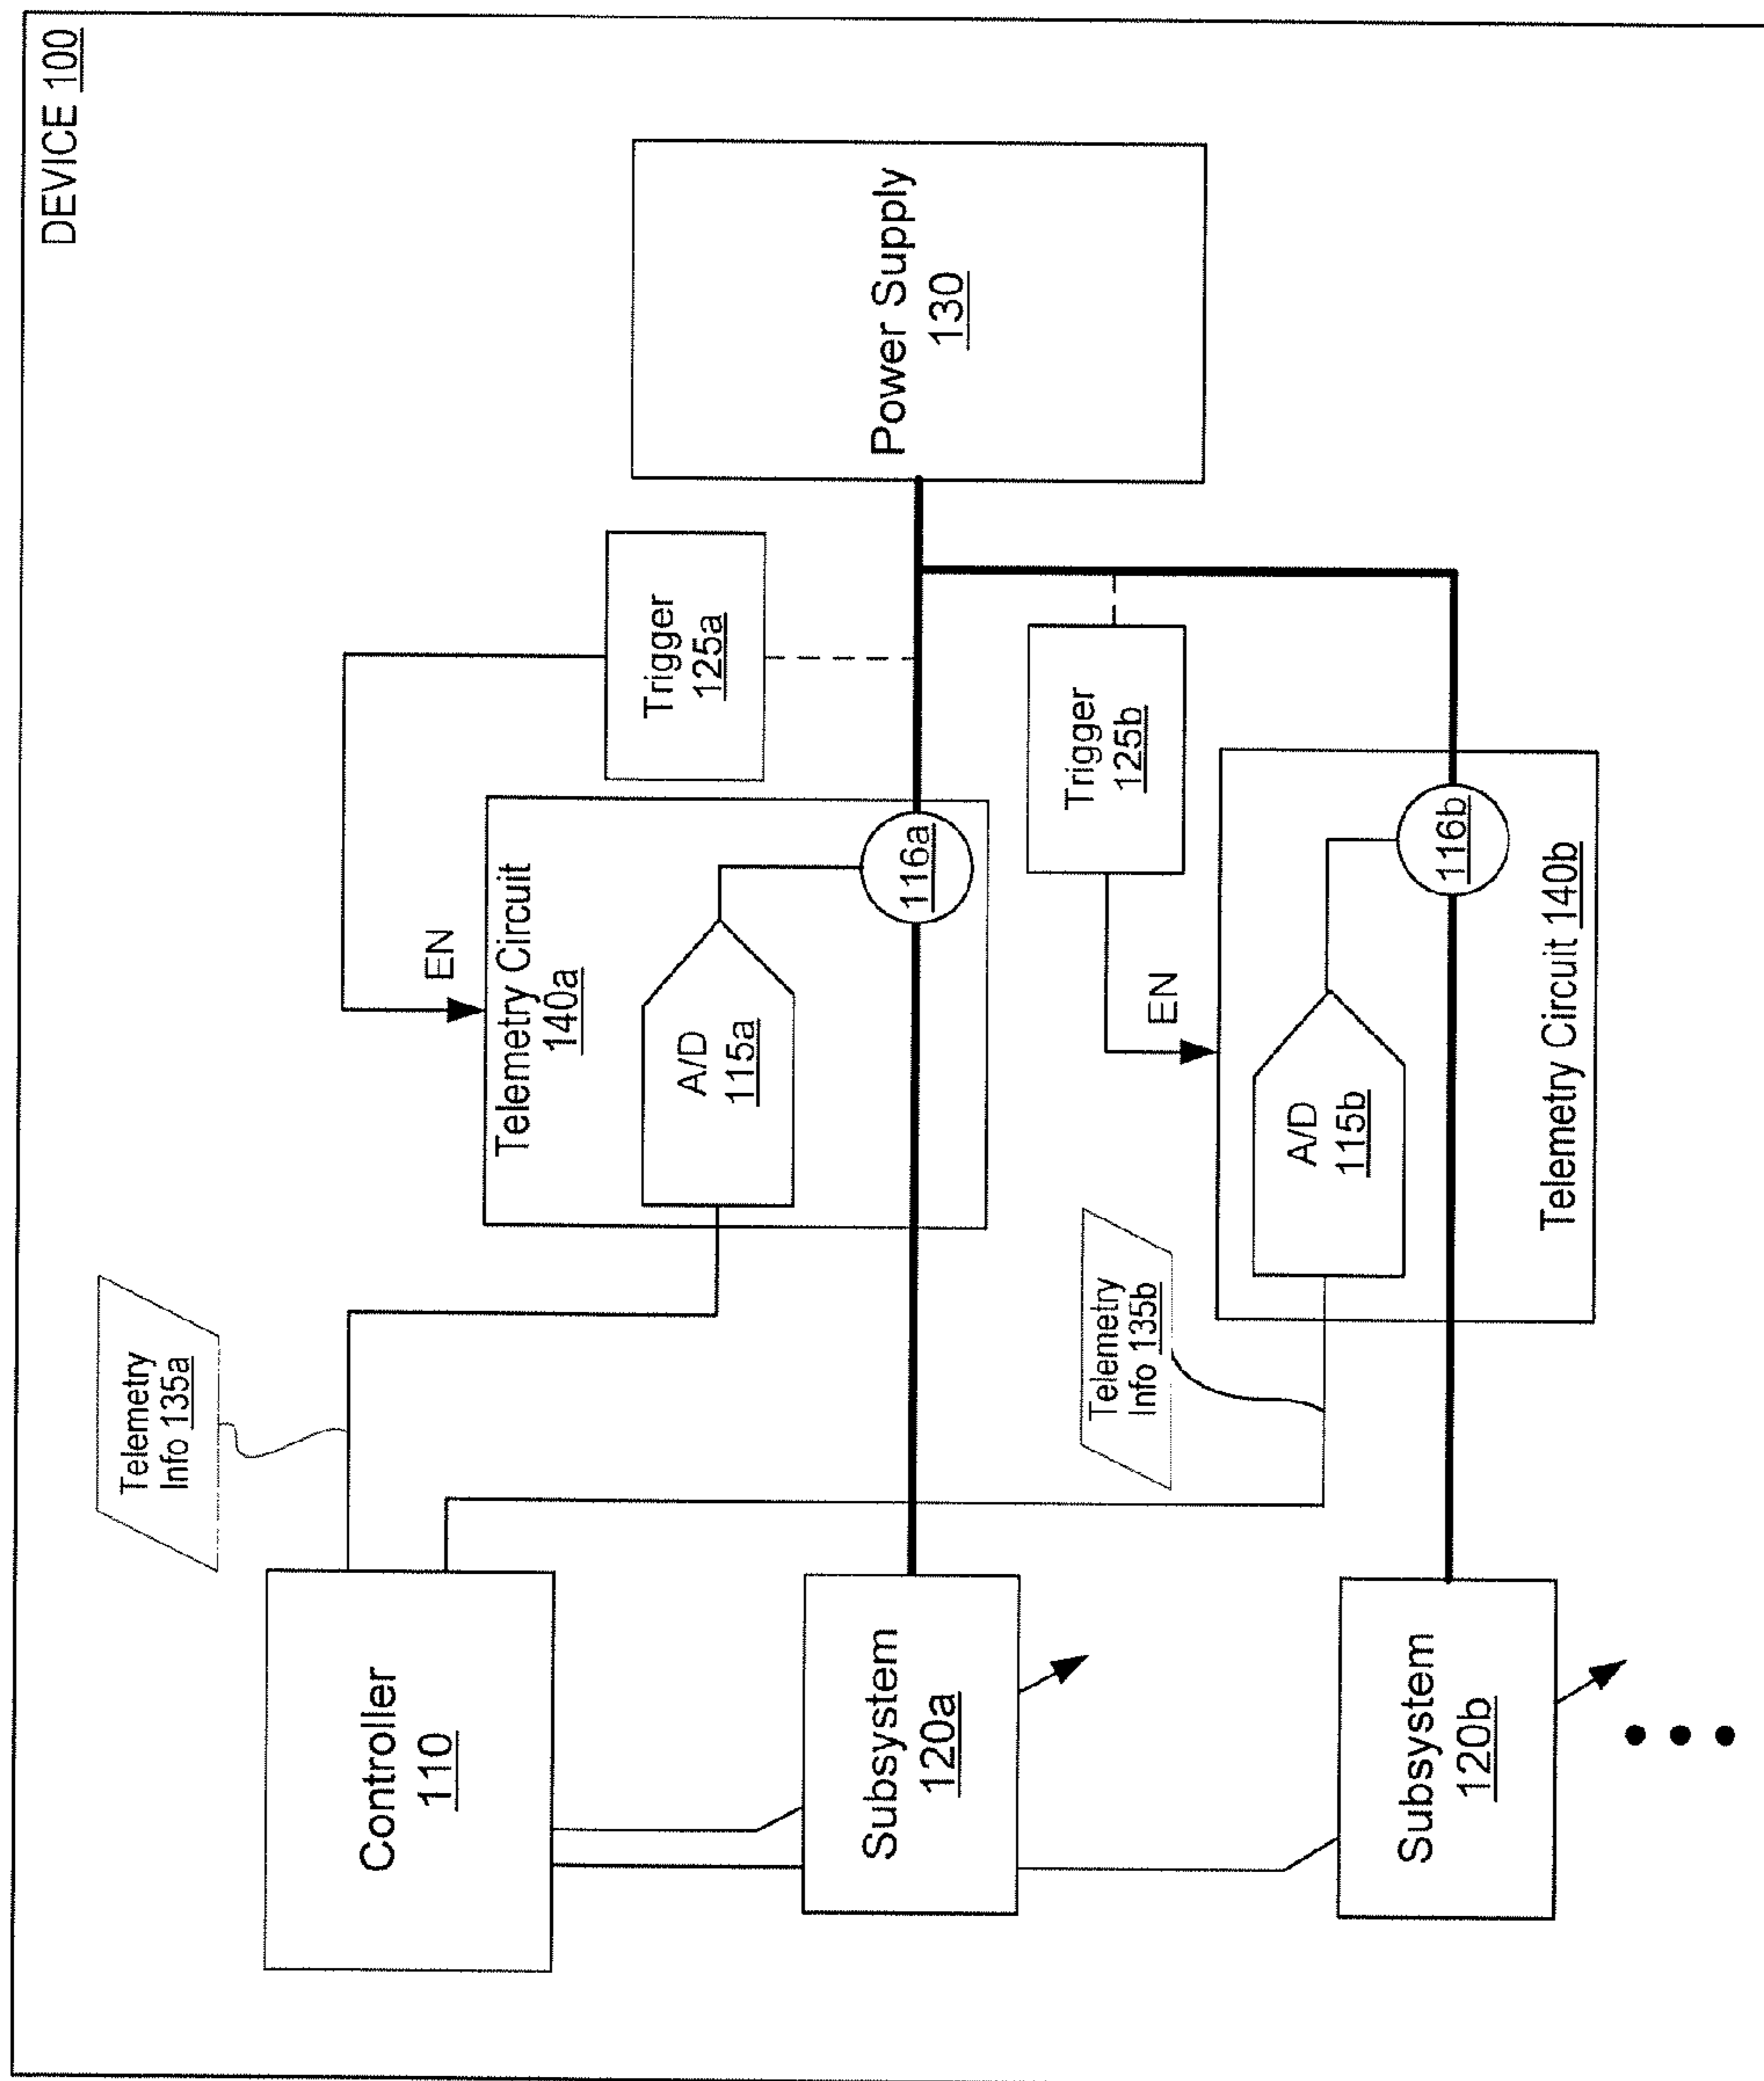 DEVICE 100
Telemetry
Info 135a
Controller
110
EN
Telemetry Circuit
140a
A/D
115a
116a
Trigger
125a
Power Supply
130
Subsystem
120a
Telemetry
Info 135b
EN
Trigger
125b
A/D
115b
116b
Telemetry Circuit 140b
Subsystem
120b